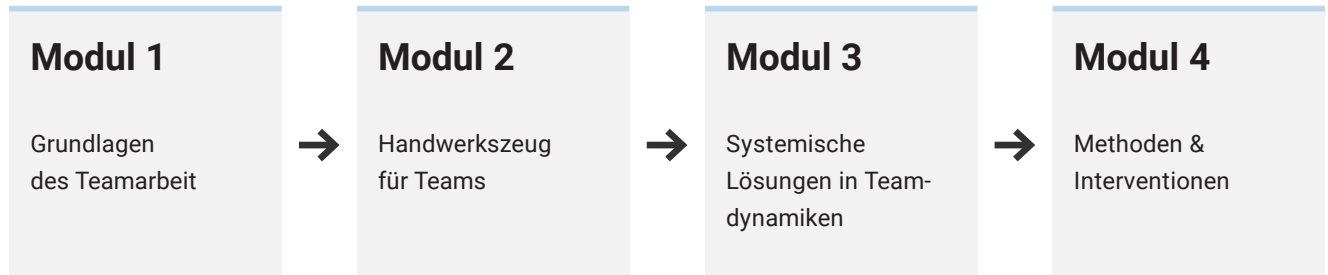 Modul 1
Grundlagen
des Teamarbeit
Modul 2
Handwerkszeug
für Teams
Modul 3
Systemische
Lösungen in Team-
dynamiken
Modul 4
Methoden &
Interventionen